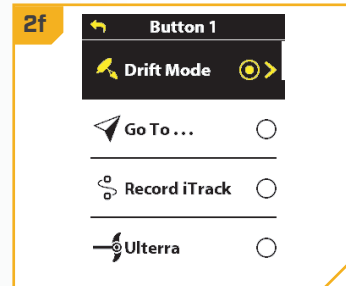 2f
Button 1
Drift Mode
Go To . . .
Record iTrack
Ulterra